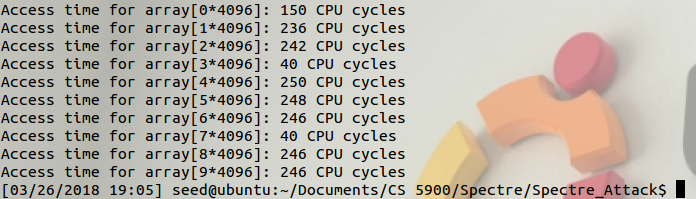 Access time for array[0*4096]: 150 CPU cycles
Access time for array[1*4096]: 236 CPU cycles
Access time for array[2*4096]: 242 CPU cycles
Access time for array[3*4096]: 40 CPU cycles
Access time for array[4*4096]: 250 CPU cycles
Access time for array[5*4096]: 248 CPU cycles
Access time for array[6*4096]: 246 CPU cycles
Access time for array[7*4096]: 40 CPU cycles
Access time for array[8*4096]: 246 CPU cycles
Access time for array[9*4096]: 246 CPU cycles
[03/26/2018 19:05] seed@ubuntu:~/Documents/CS 5900/Spectre/Spectre_Attack$